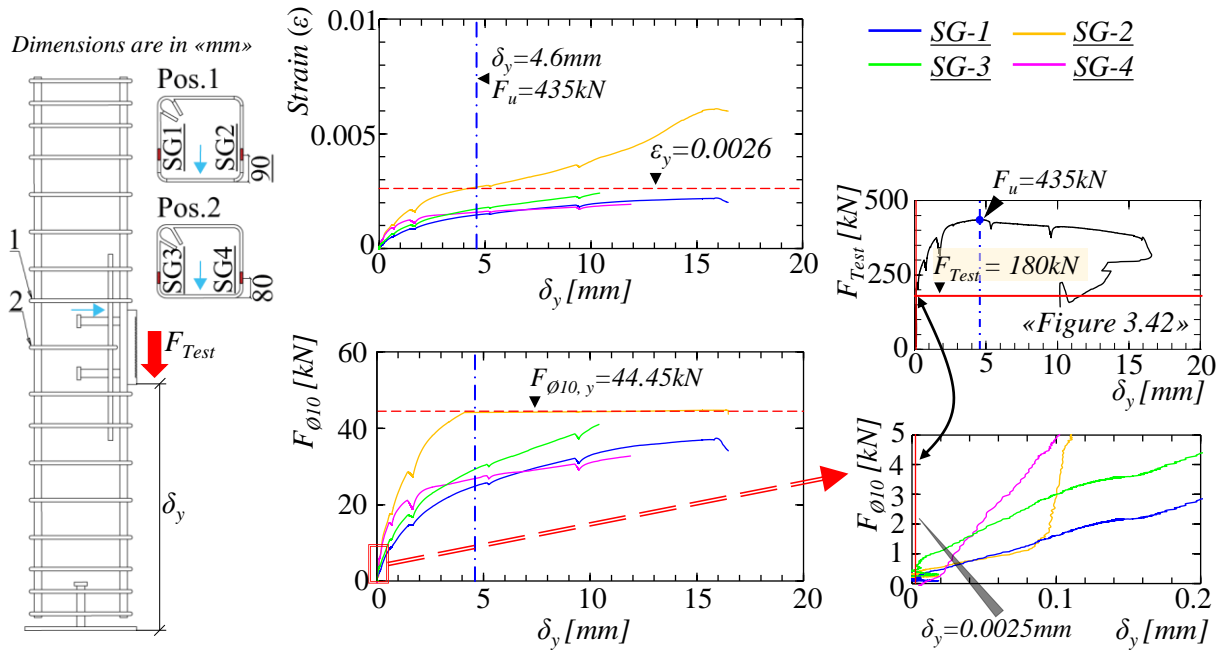 Dimensions are in «mm»
Pos.1
SG1
SG2
90
Pos.2
SG3
SG4
80
1
2
F_Test
δ_y
Strain (ε)
0.01
0.005
0
δ_y=4.6mm
F_u=435kN
ε_y=0.0026
0 5 10 15 20
δ_y [mm]
F_ø10 [kN]
60
40
20
0
F_ø10, y=44.45kN
0 5 10 15 20
δ_y [mm]
SG-1 SG-2
SG-3 SG-4
F_Test [kN]
500
250
0
F_u=435kN
F_Test = 180kN
«Figure 3.42»
0 5 10 15 20
δ_y [mm]
F_ø10 [kN]
5
4
3
2
1
0
0 0.1 0.2
δ_y=0.0025mm
δ_y [mm]